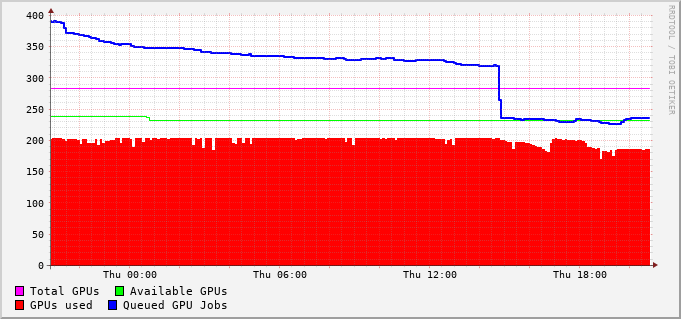 400
350
300
250
200
150
100
50
0
Thu 00:00 Thu 06:00 Thu 12:00 Thu 18:00
Total GPUs Available GPUs
GPUs used Queued GPU Jobs
RRDTOOL / TOBI OETIKER